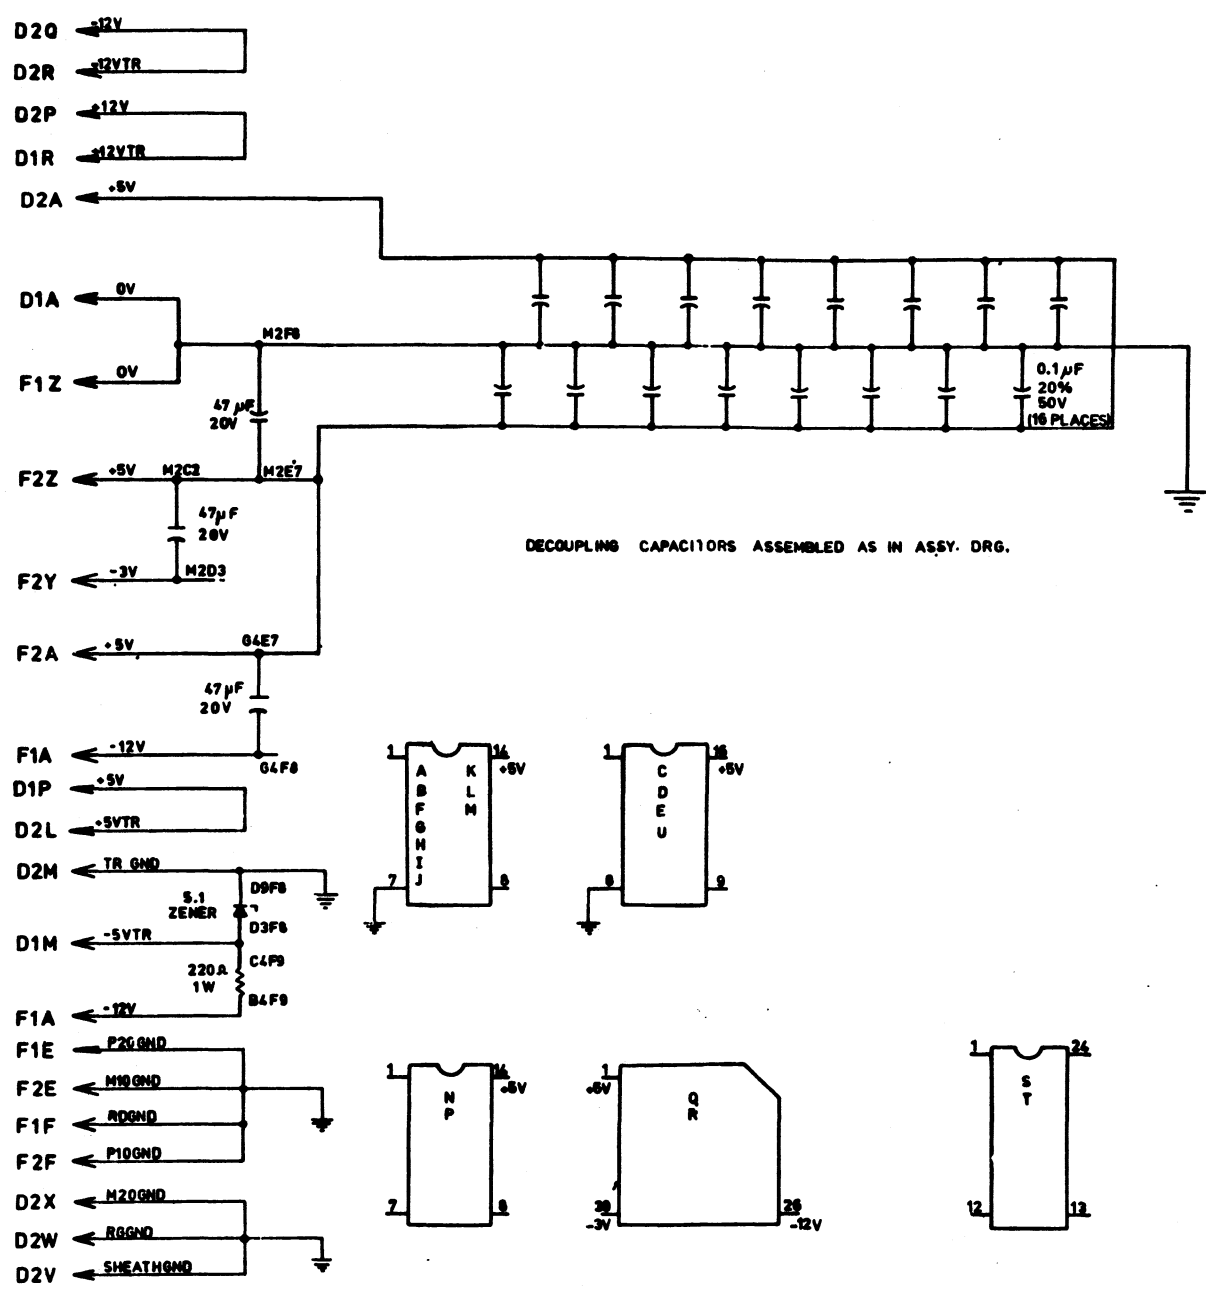 D2Q -12V
D2R -12VTR
D2P +12V
D1R +12VTR
D2A +5V
D1A 0V
M2F8
F1Z 0V
0.1µF
20%
50V
(16 PLACES)
47µF
20V
F2Z +5V M2C2 M2E7
47µF
20V
DECOUPLING CAPACITORS ASSEMBLED AS IN ASSY. DRG.
F2Y -3V M2D3
F2A +5V G4E7
47µF
20V
F1A -12V
G4F8
D1P +5V
D2L +5VTR
1 14
+5V
A K
B L
F M
G
H
I
J
7 8
1 16
+5V
C
D
E
U
8 9
D2M TR GND
D9F8
5.1
ZENER
D3F8
D1M -5VTR
C4F9
220Ω
1W
B4F9
F1A -12V
F1E P20GND
F2E M10GND
F1F RDGND
F2F P10GND
D2X M20GND
D2W RGGND
D2V SHEATHGND
1 14
+5V
N
P
7 8
1
+5V
Q
R
-3V
26
-12V
1 24
S
T
12 13